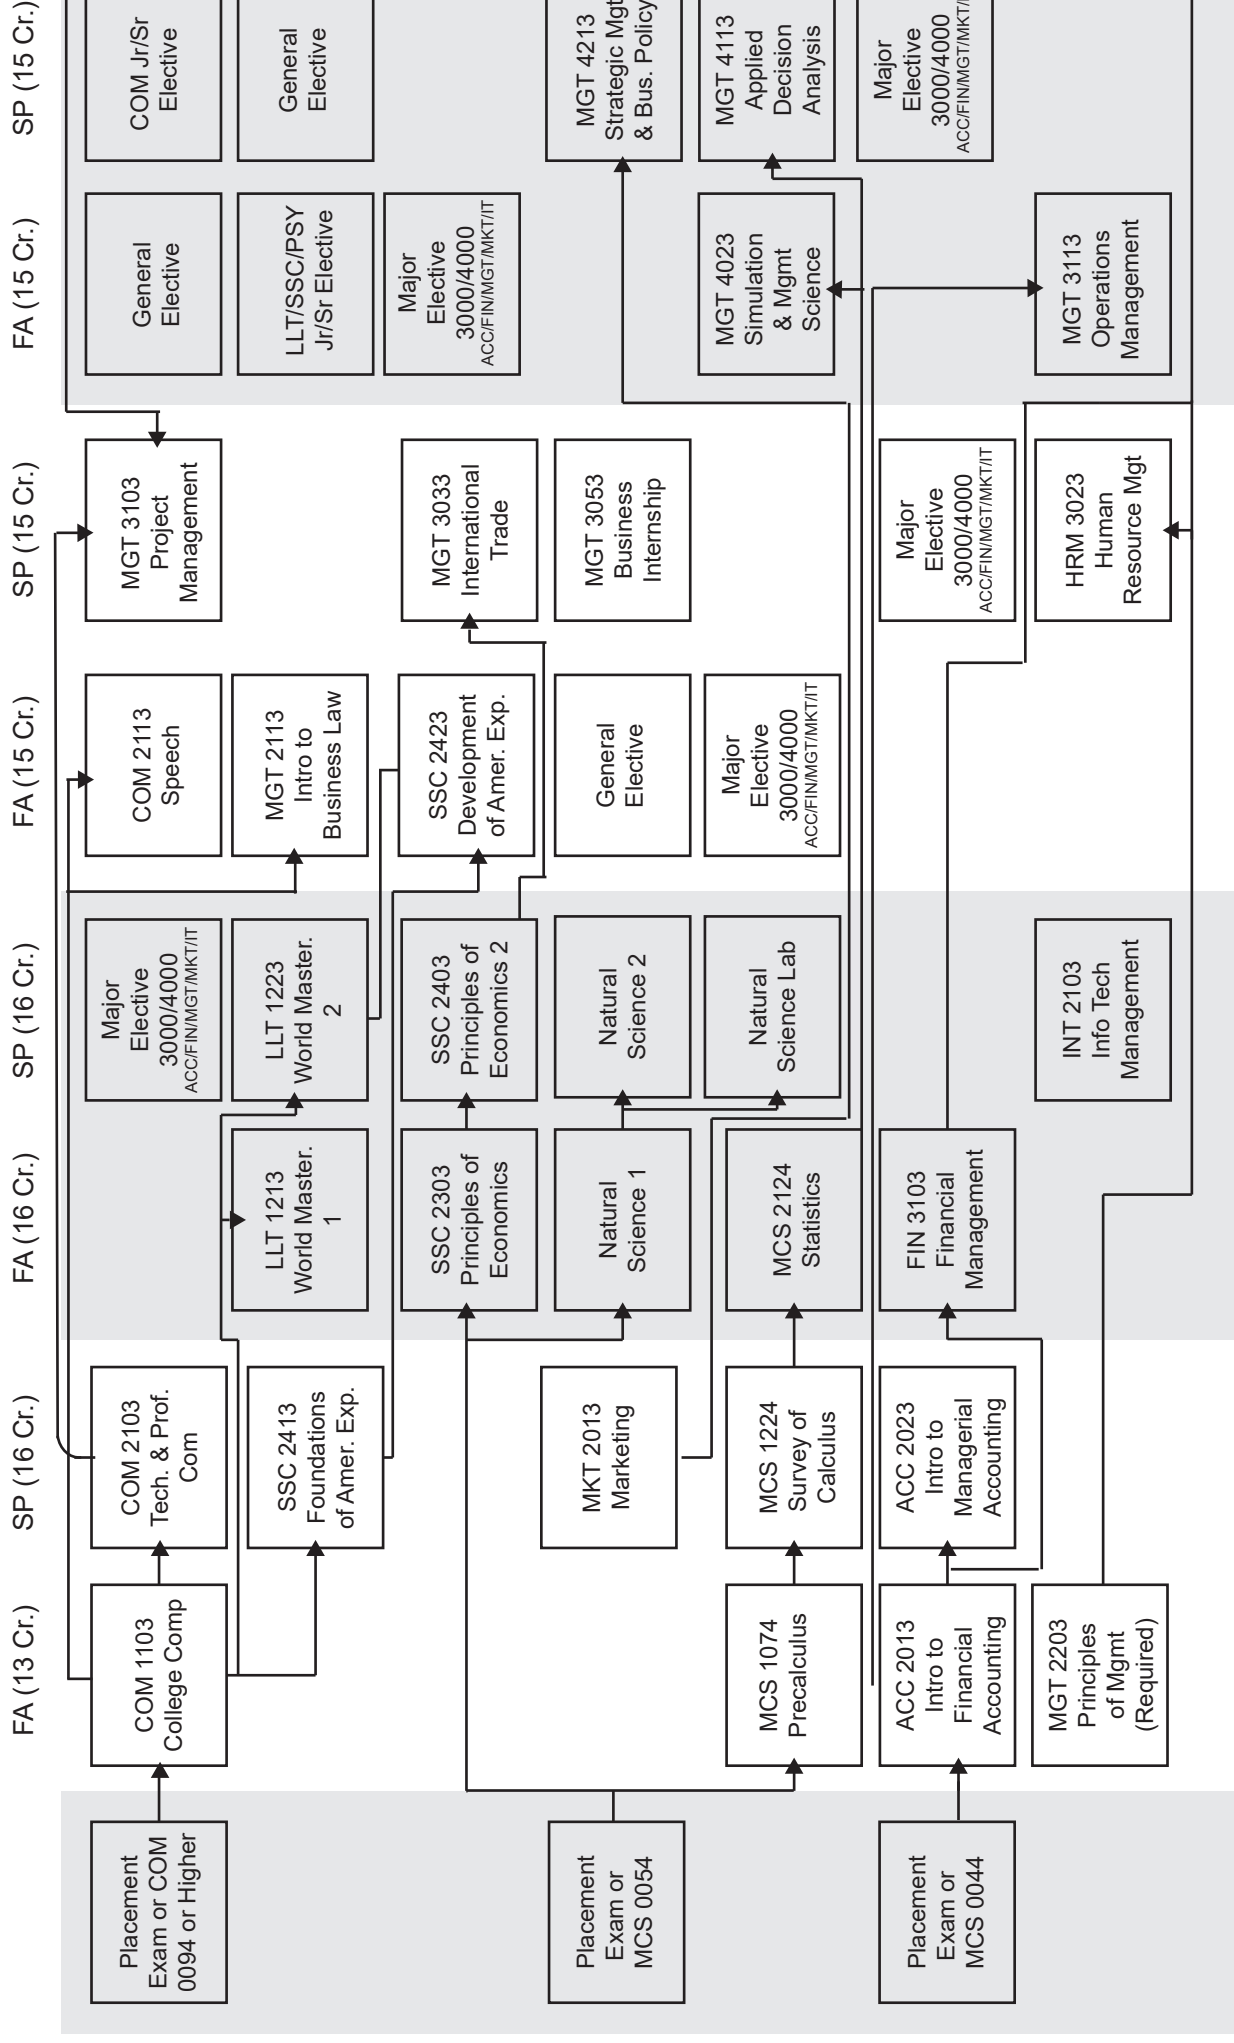 FA (13 Cr.)
SP (16 Cr.)
FA (16 Cr.)
SP (16 Cr.)
FA (15 Cr.)
SP (15 Cr.)
FA (15 Cr.)
SP (15 Cr.)
Placement
Exam or COM
0094 or Higher
COM 1103
College Comp
COM 2103
Tech. & Prof.
Com
Major
Elective
3000/4000
ACC/FIN/MGT/MKT/IT
COM 2113
Speech
MGT 3103
Project
Management
General
Elective
COM Jr/Sr
Elective
SSC 2413
Foundations
of Amer. Exp.
LLT 1213
World Master.
1
LLT 1223
World Master.
2
MGT 2113
Intro to
Business Law
LLT/SSC/PSY
Jr/Sr Elective
General
Elective
SSC 2303
Principles of
Economics
SSC 2403
Principles of
Economics 2
SSC 2423
Development
of Amer. Exp.
MGT 3033
International
Trade
Major
Elective
3000/4000
ACC/FIN/MGT/MKT/IT
Placement
Exam or
MCS 0054
MKT 2013
Marketing
Natural
Science 1
Natural
Science 2
General
Elective
MGT 3053
Business
Internship
MGT 4213
Strategic Mgt
& Bus. Policy
MCS 1074
Precalculus
MCS 1224
Survey of
Calculus
MCS 2124
Statistics
Natural
Science Lab
Major
Elective
3000/4000
ACC/FIN/MGT/MKT/IT
MGT 4023
Simulation
& Mgmt
Science
MGT 4113
Applied
Decision
Analysis
Placement
Exam or
MCS 0044
ACC 2013
Intro to
Financial
Accounting
ACC 2023
Intro to
Managerial
Accounting
FIN 3103
Financial
Management
Major
Elective
3000/4000
ACC/FIN/MGT/MKT/IT
Major
Elective
3000/4000
ACC/FIN/MGT/MKT/
MGT 2203
Principles
of Mgmt
(Required)
INT 2103
Info Tech
Management
HRM 3023
Human
Resource Mgt
MGT 3113
Operations
Management